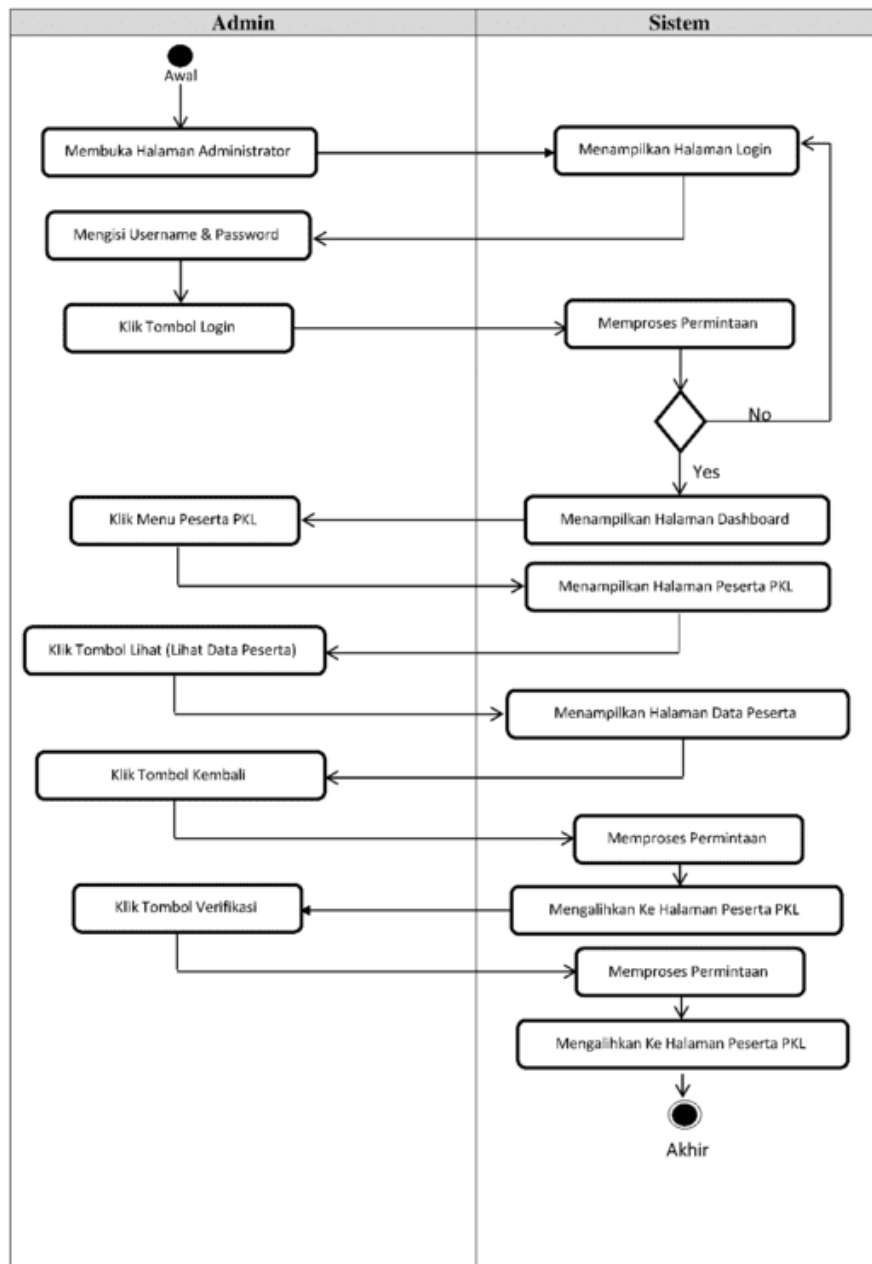 Admin
Sistem
Awal
Membuka Halaman Administrator
Menampilkan Halaman Login
Mengisi Username & Password
Klik Tombol Login
Memproses Permintaan
No
Yes
Klik Menu Peserta PKL
Menampilkan Halaman Dashboard
Menampilkan Halaman Peserta PKL
Klik Tombol Lihat (Lihat Data Peserta)
Menampilkan Halaman Data Peserta
Klik Tombol Kembali
Memproses Permintaan
Klik Tombol Verifikasi
Mengalihkan Ke Halaman Peserta PKL
Memproses Permintaan
Mengalihkan Ke Halaman Peserta PKL
Akhir